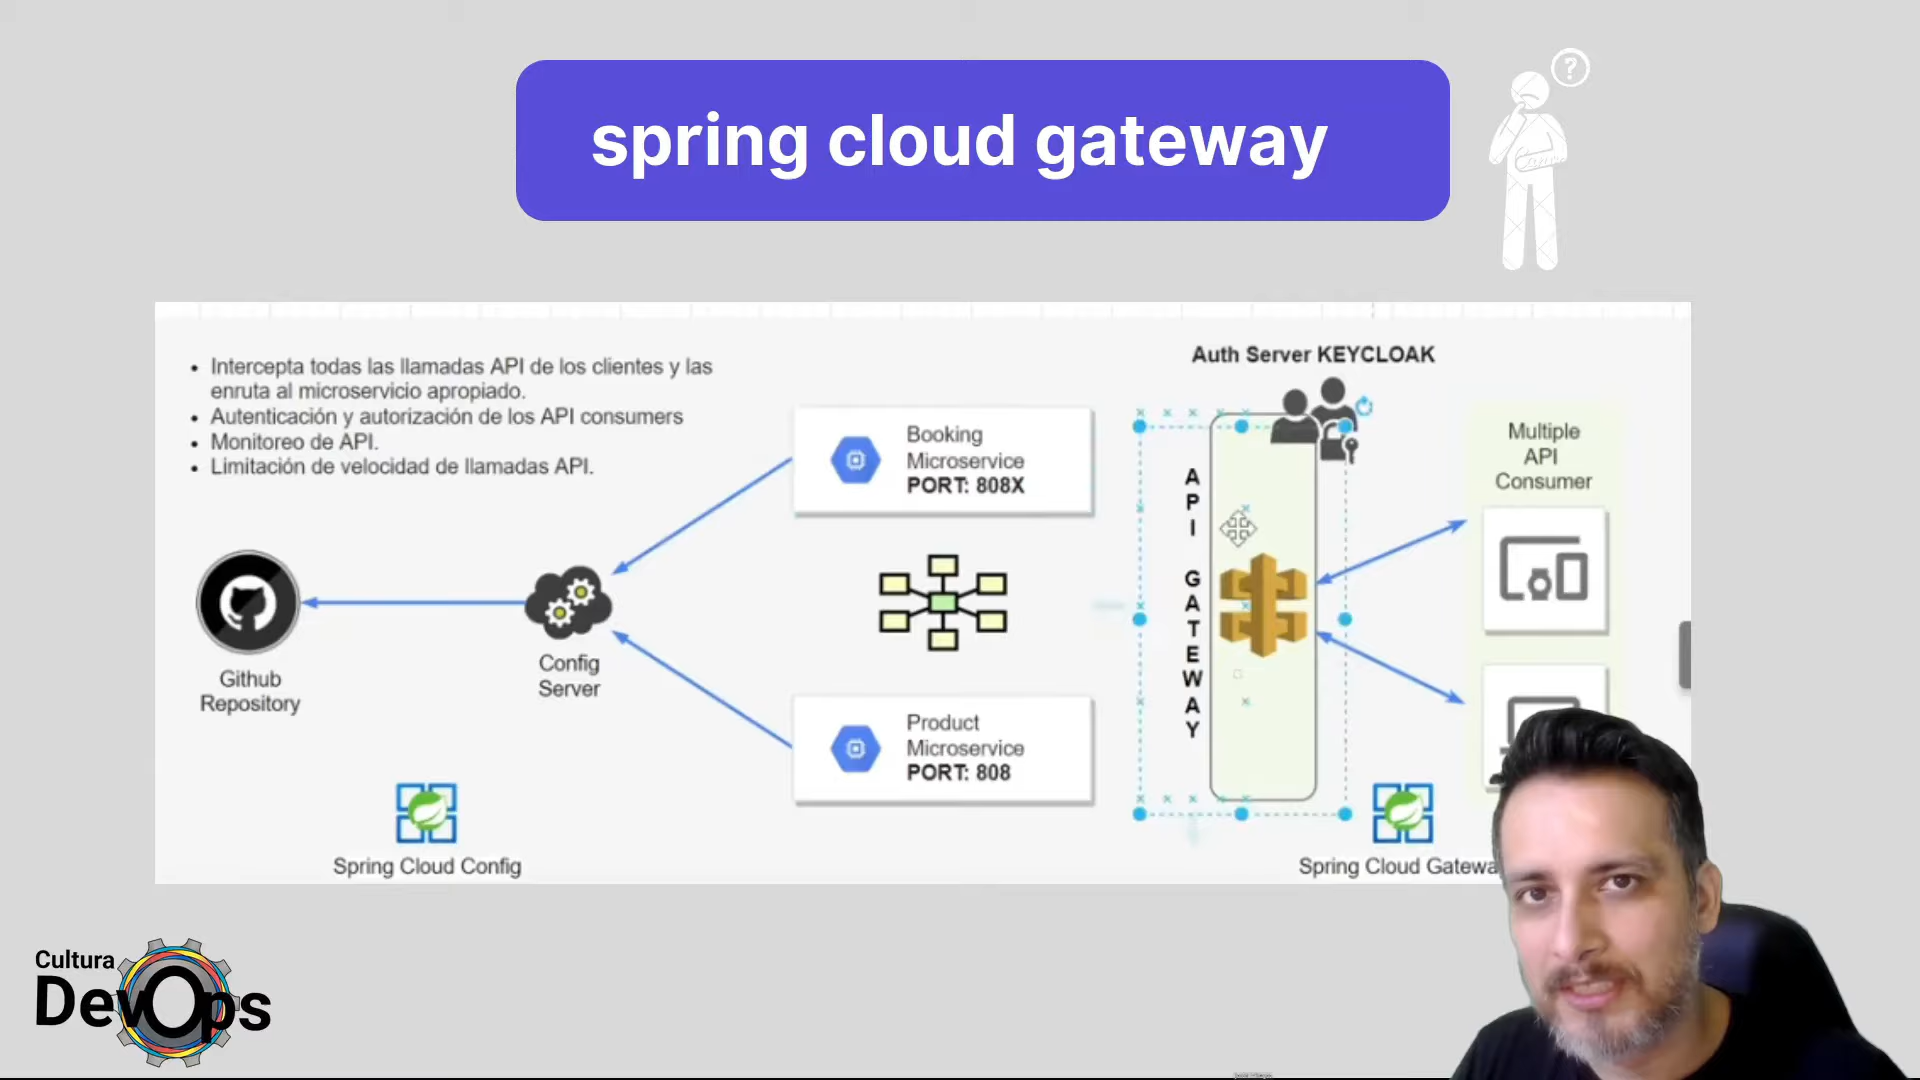 spring cloud gateway
?
• Intercepta todas las llamadas API de los clientes y las
enruta al microservicio apropiado.
• Autenticación y autorización de los API consumers
• Monitoreo de API.
• Limitación de velocidad de llamadas API.
Auth Server KEYCLOAK
Booking
Microservice
PORT: 808X
API GATEWAY
Multiple
API
Consumer
Github
Repository
Config
Server
Product
Microservice
PORT: 808
Spring Cloud Config
Spring Cloud Gatewa
Cultura
DevOps